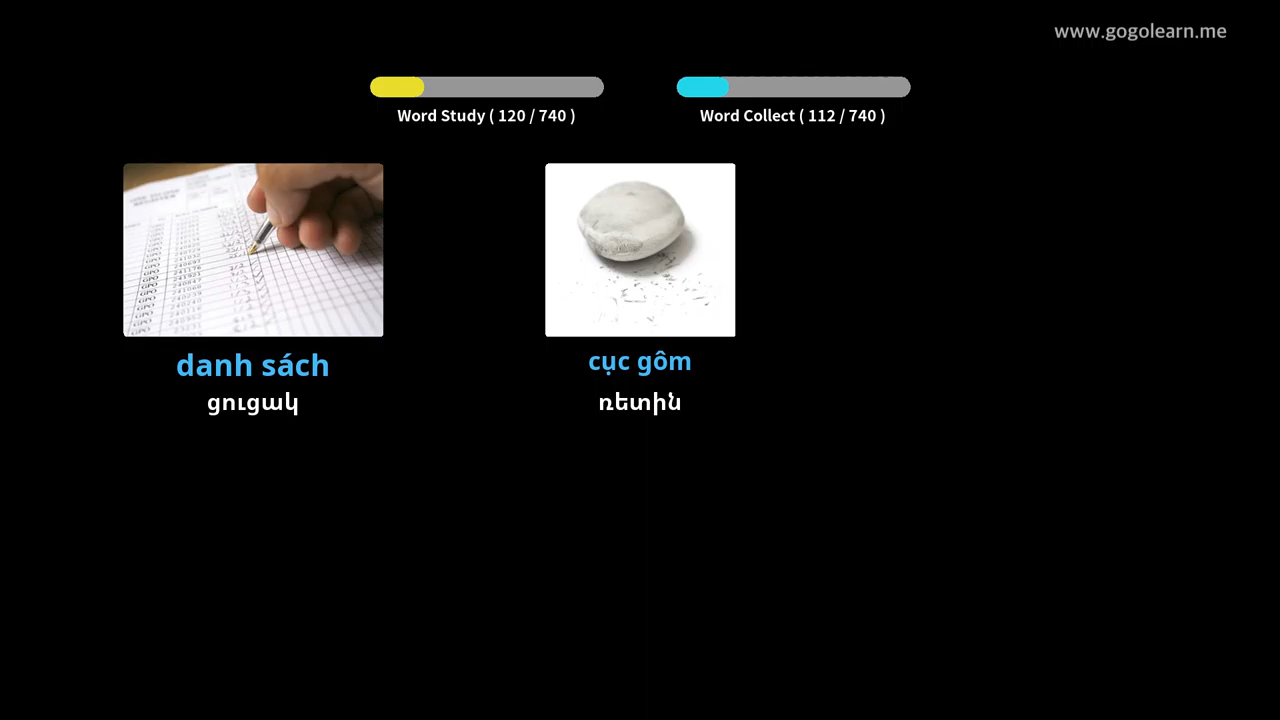 www.gogolearn.me
Word Study ( 120 / 740 )
Word Collect ( 112 / 740 )
danh sách
cục gôm
ցուցակ
ռետին